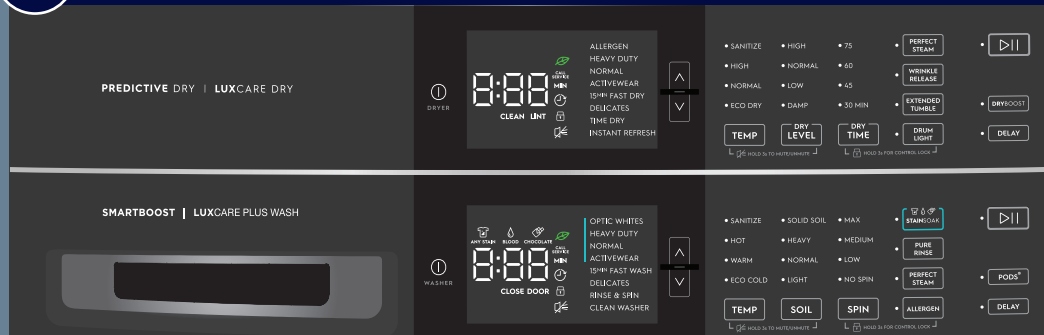 PREDICTIVE DRY | LUXCARE DRY
DRYER
8:88
CALL SERVICE
MIN
CLEAN LINT
ALLERGEN
HEAVY DUTY
NORMAL
ACTIVEWEAR
15MIN FAST DRY
DELICATES
TIME DRY
INSTANT REFRESH
• SANITIZE • HIGH • 75
• HIGH • NORMAL • 60
• NORMAL • LOW • 45
• ECO DRY • DAMP • 30 MIN
TEMP
DRY LEVEL
DRY TIME
HOLD 3s TO MUTE/UNMUTE
HOLD 3s FOR CONTROL LOCK
• PERFECT STEAM
• WRINKLE RELEASE
• EXTENDED TUMBLE
• DRUM LIGHT
• DRYBOOST
• DELAY
SMARTBOOST | LUXCARE PLUS WASH
WASHER
ANY STAIN BLOOD CHOCOLATE
8:88
CALL SERVICE
MIN
CLOSE DOOR
OPTIC WHITES
HEAVY DUTY
NORMAL
ACTIVEWEAR
15MIN FAST WASH
DELICATES
RINSE & SPIN
CLEAN WASHER
• SANITIZE • SOLID SOIL • MAX
• HOT • HEAVY • MEDIUM
• WARM • NORMAL • LOW
• ECO COLD • LIGHT • NO SPIN
TEMP
SOIL
SPIN
HOLD 3s TO MUTE/UNMUTE
HOLD 3s FOR CONTROL LOCK
• STAINSOAK
• PURE RINSE
• PERFECT STEAM
• ALLERGEN
• PODS®
• DELAY